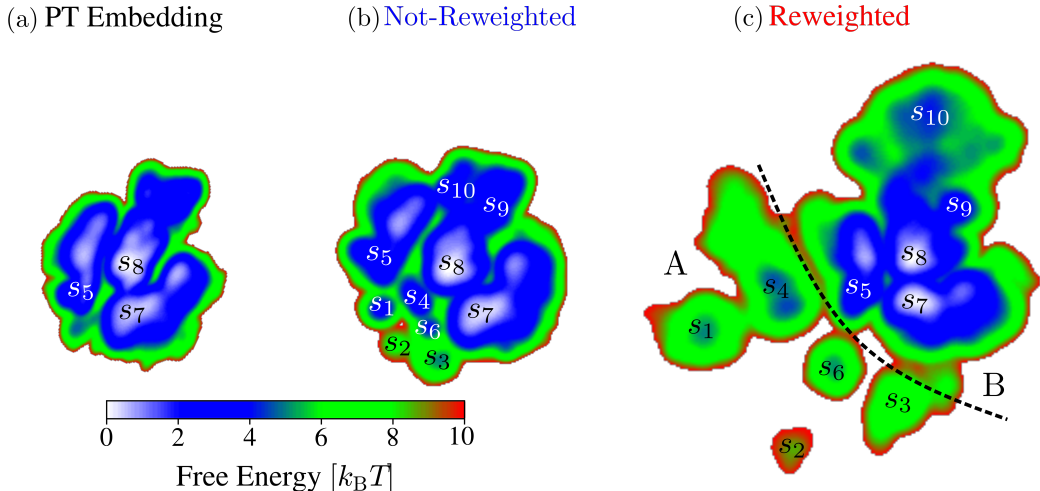 (a) PT Embedding
(b) Not-Reweighted
(c) Reweighted
s8
s5
s7
s10
s9
s5
s8
s1
s4
s7
s6
s2
s3
s10
s9
A
s8
s4
s5
s7
s1
s6
B
s3
s2
0 2 4 6 8 10
Free Energy [kBT]